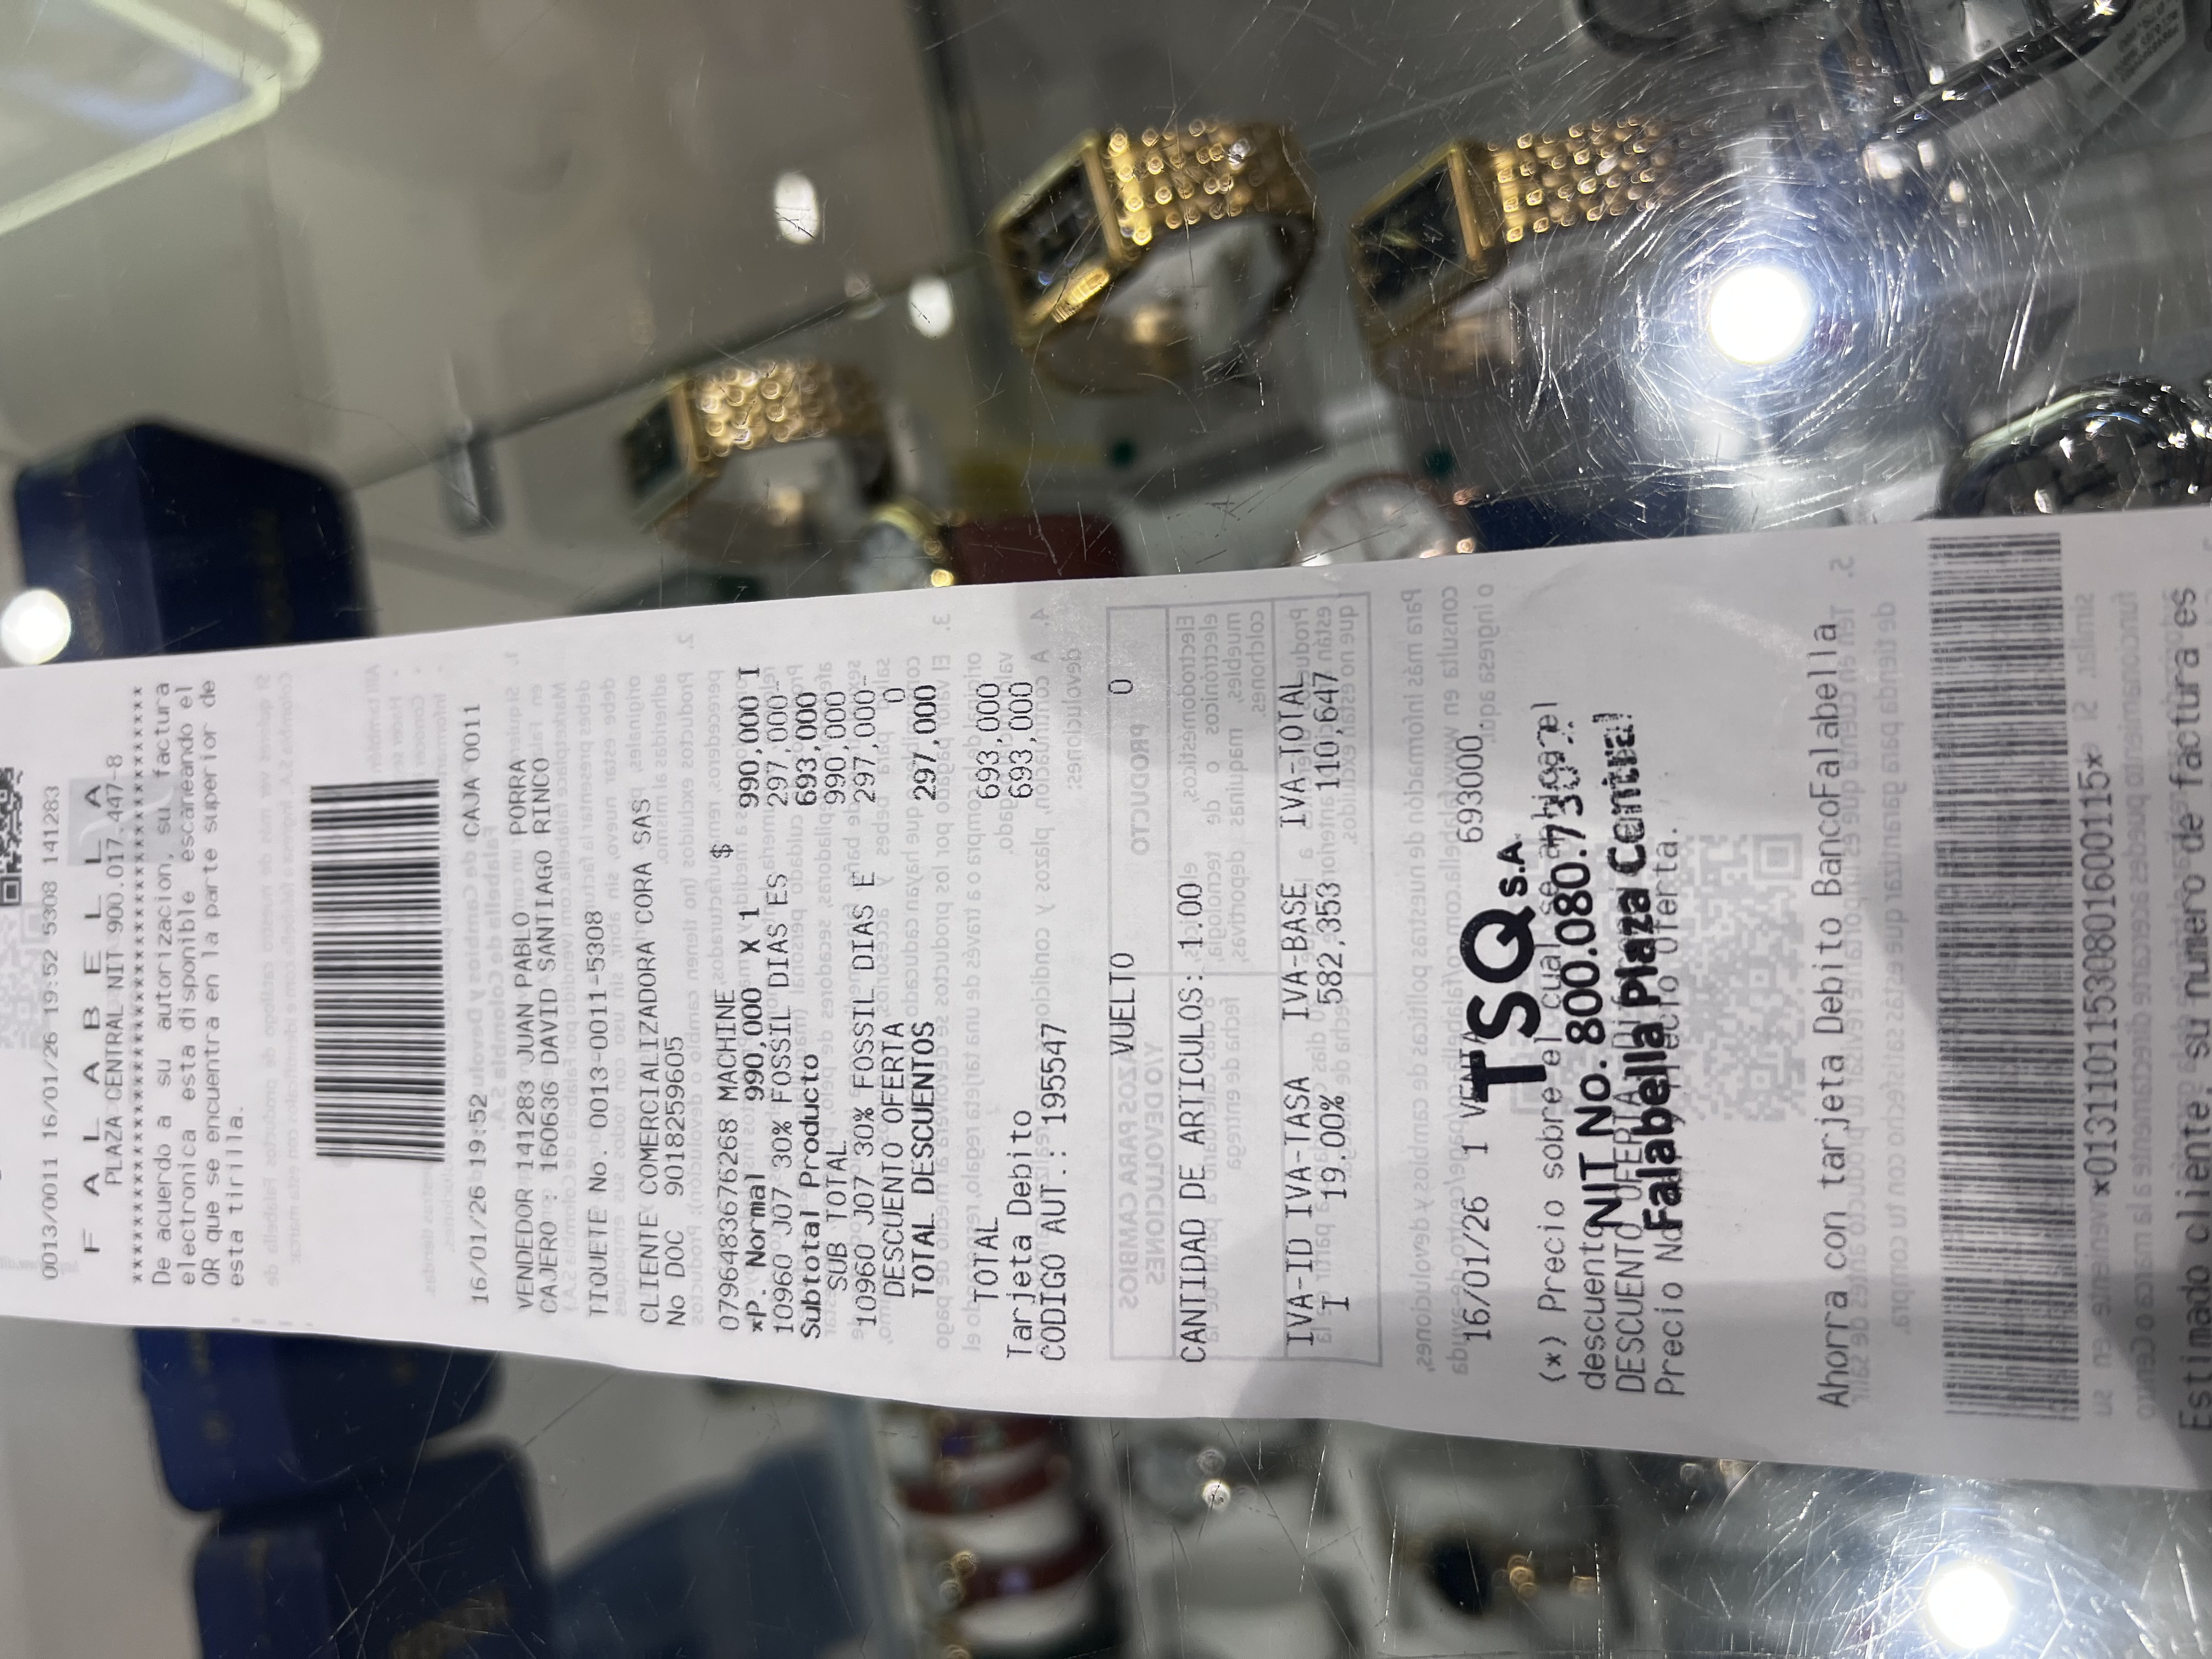 0013/0011 16/01/26 19:52 5308 141283
F A L A B E L L A
PLAZA CENTRAL NIT 900.017.447-8
****************************************
De acuerdo a su autorizacion, su factura
electronica esta disponible escaneando el
QR que se encuentra en la parte superior de
esta tirilla.
16/01/26 19:52 CAJA 0011
VENDEDOR 141283 JUAN PABLO PORRA
CAJERO : 160636 DAVID SANTIAGO RINCO
TIQUETE No. 0013-0011-5308
CLIENTE COMERCIALIZADORA CORA SAS
No DOC 9018259605
0796483676268 MACHINE $
*P. Normal 990,000 X 1 990,000 I
10960 J07 30% FOSSIL DIAS ES 297,000-
Subtotal Producto 693,000
SUB TOTAL 990,000
10960 J07 30% FOSSIL DIAS E 297,000-
DESCUENTO OFERTA 0
TOTAL DESCUENTOS 297,000
TOTAL 693,000
Tarjeta Debito 693,000
CODIGO AUT.: 195547
VUELTO 0
CANTIDAD DE ARTICULOS: 1.00
IVA-ID IVA-TASA IVA-BASE IVA-TOTAL
I 19.00% 582,353 110,647
16/01/26 1 VENTA 693000
TSQ S.A.
(*) Precio sobre el cual se
descuento
NIT No. 800.080.73
DESCUENTO OFERTA
Falabella Plaza Central
Precio Oferta.
Ahorra con tarjeta Debito BancoFalabella
*013110115308016001​15*
Estimado cliente, su número de factura es